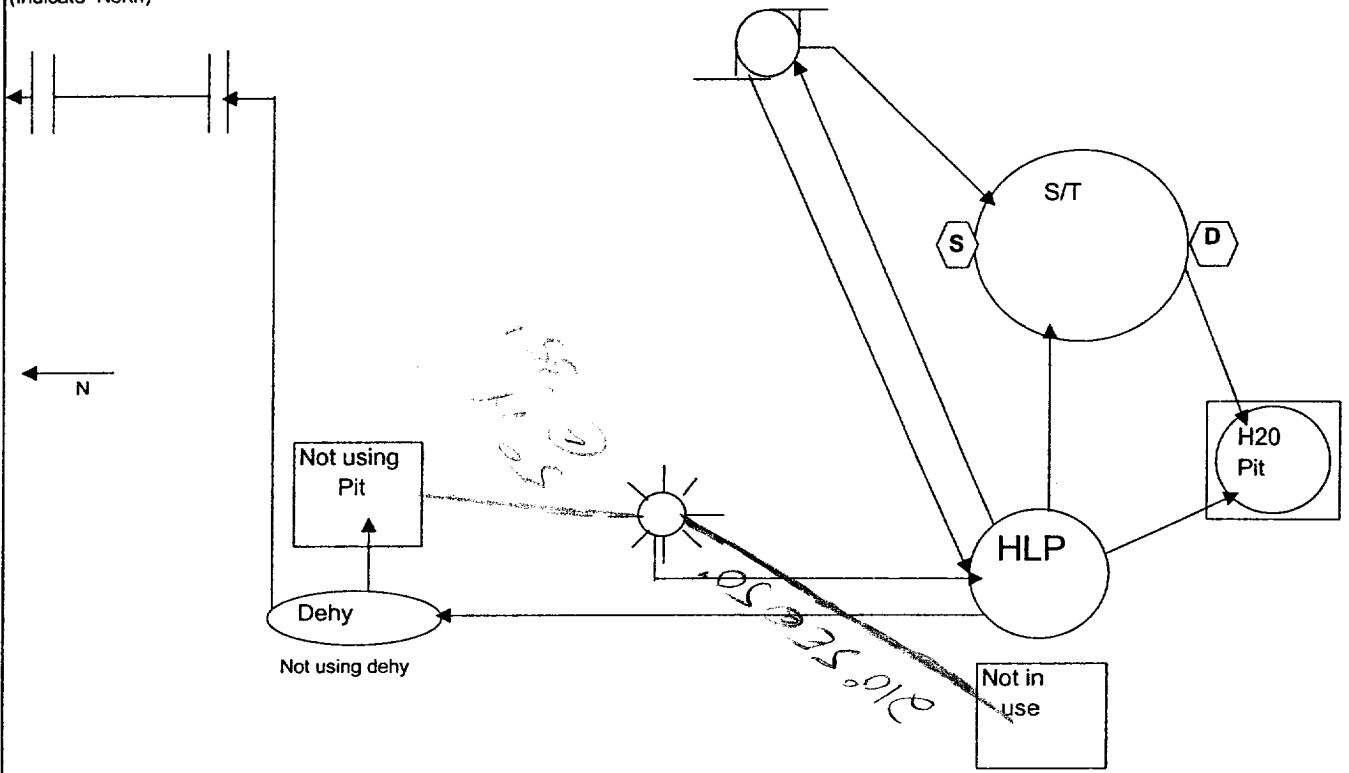 (Indicate North)
S/T
S
D
N
H20
Pit
Not using
Pit
HLP
Dehy
Not using dehy
Not in
use